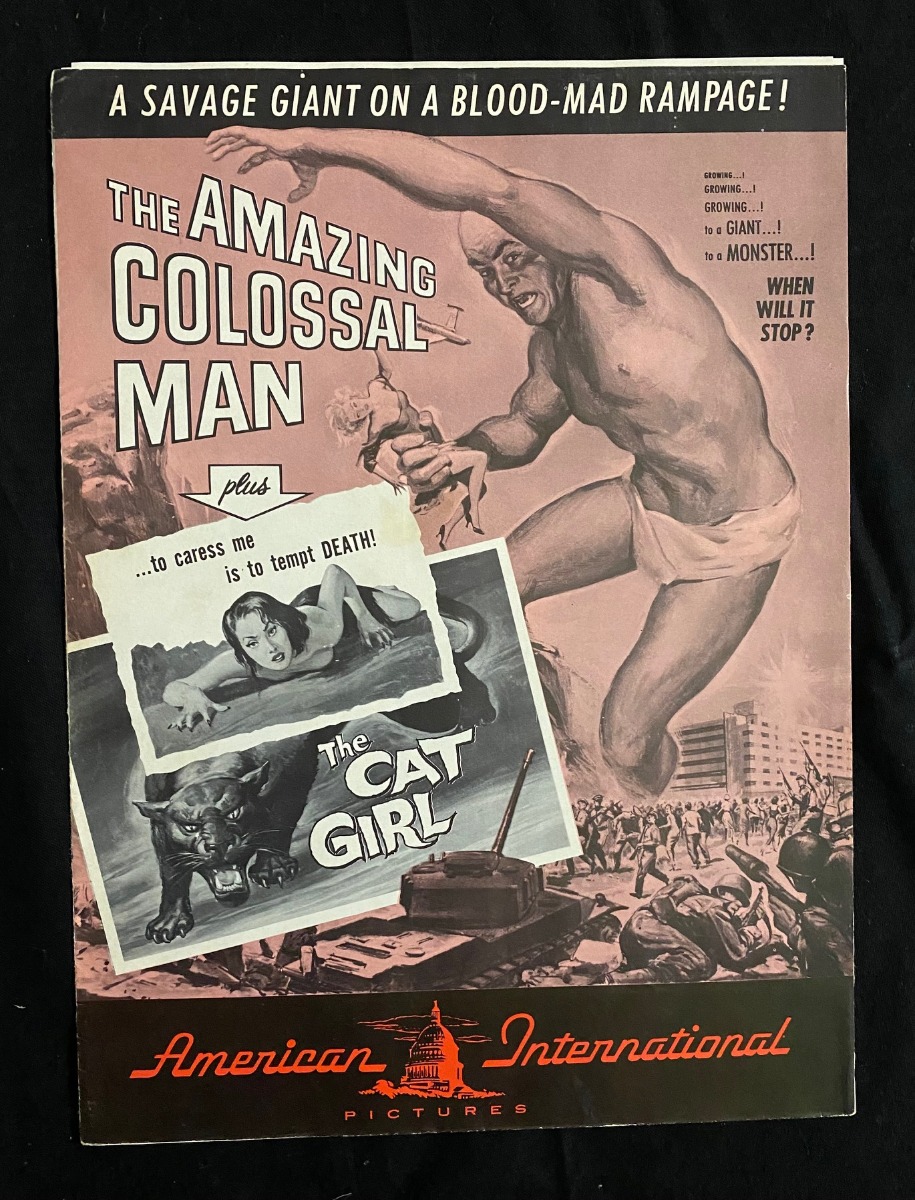 A SAVAGE GIANT ON A BLOOD-MAD RAMPAGE!
THE AMAZING
COLOSSAL
MAN
GROWING...!
GROWING...!
GROWING...!
to a GIANT...!
to a MONSTER...!
WHEN
WILL IT
STOP?
plus
...to caress me
is to tempt DEATH!
The
CAT
GIRL
American International
PICTURES